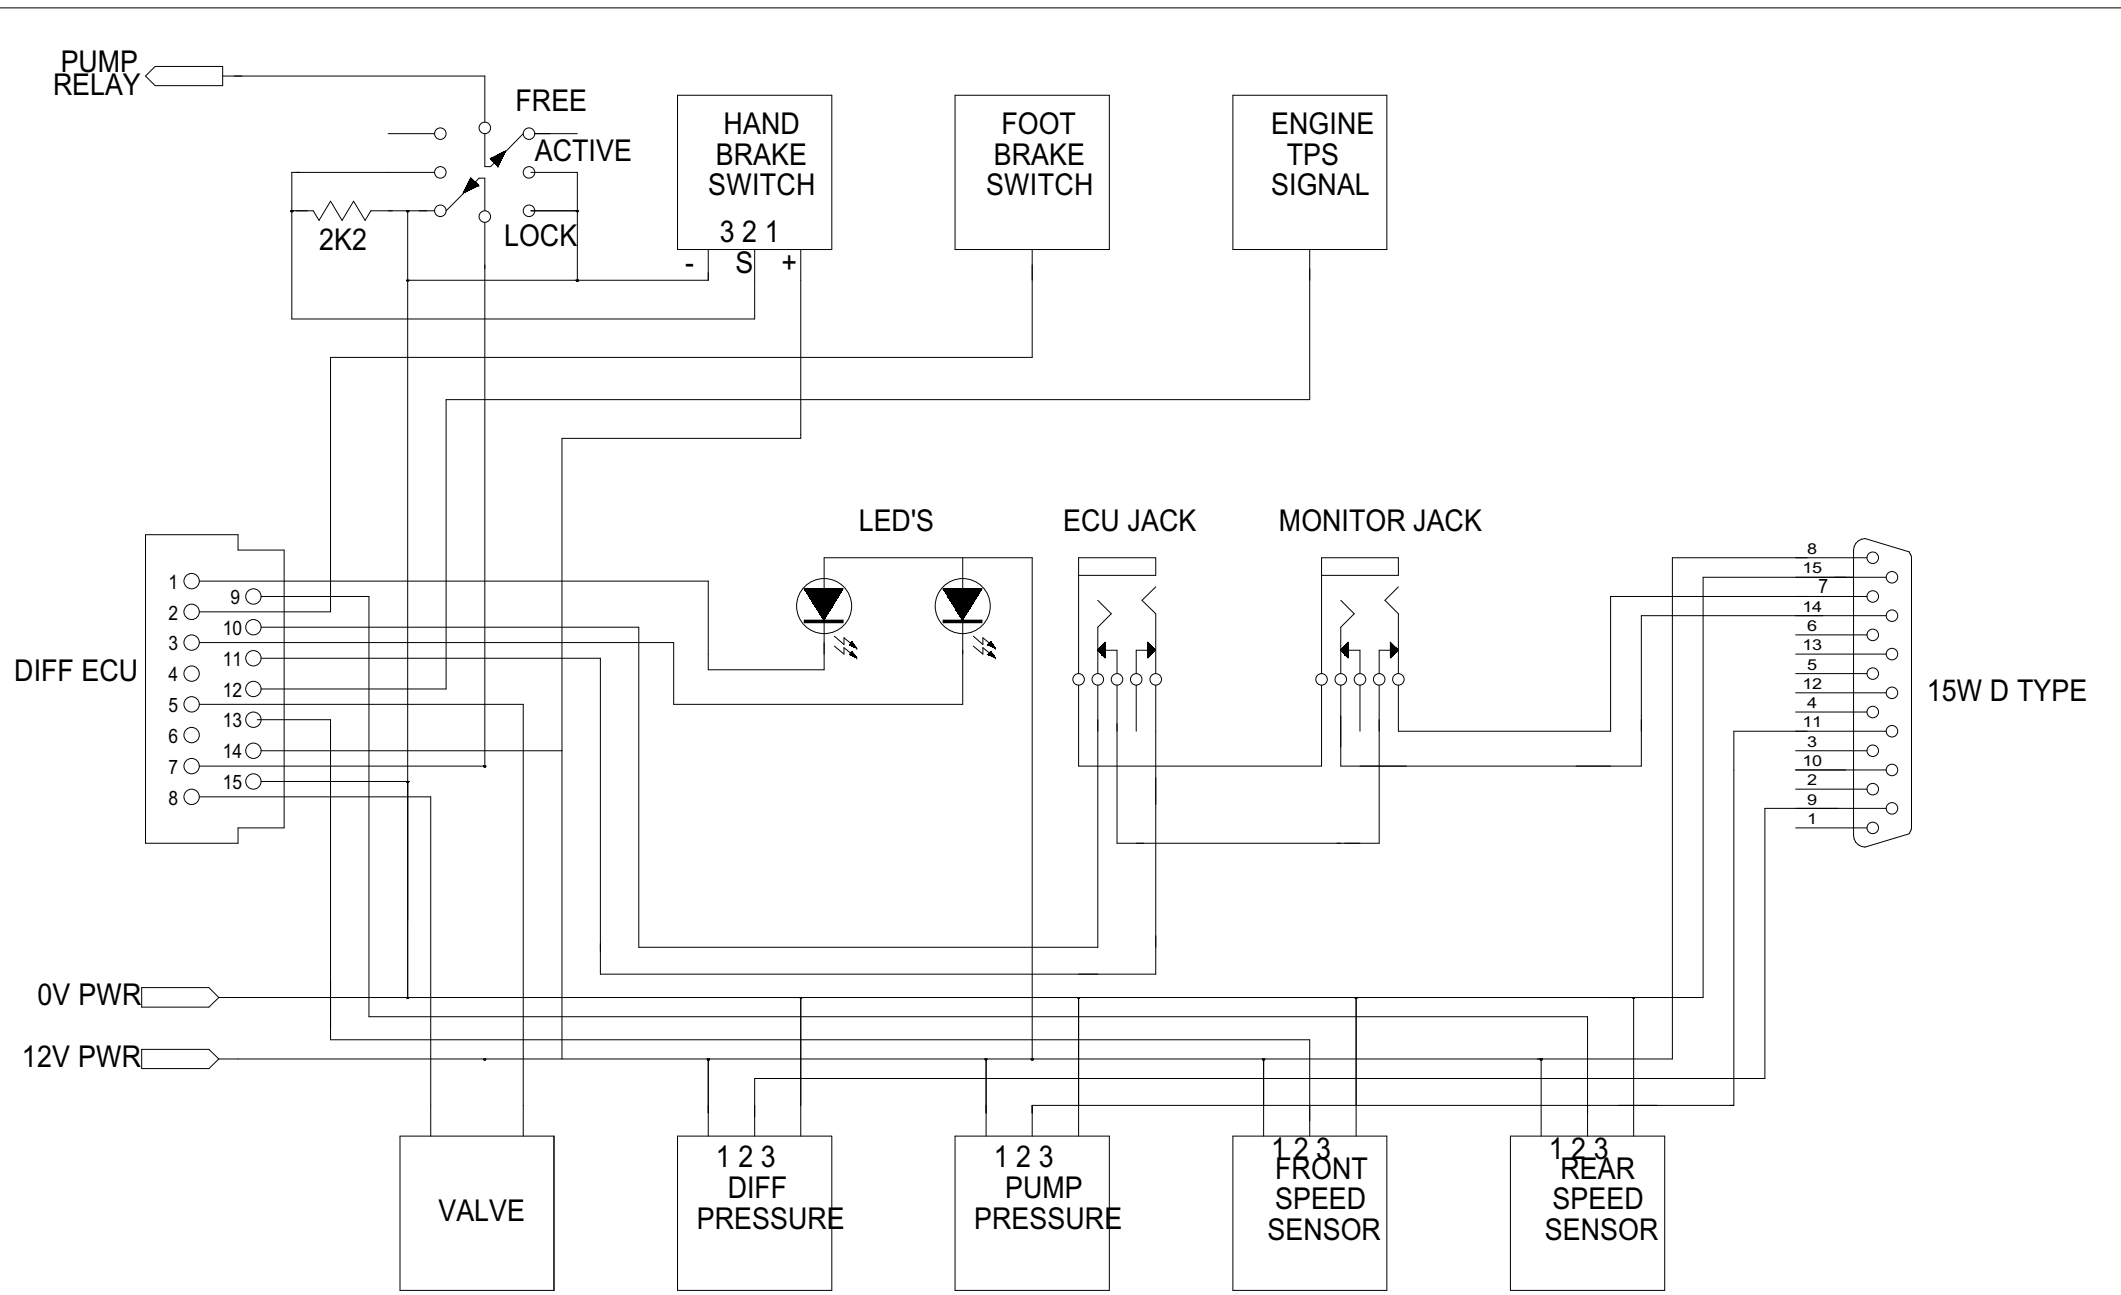 PUMP
RELAY
FREE
ACTIVE
LOCK
2K2
HAND
BRAKE
SWITCH
3 2 1
- S +
FOOT
BRAKE
SWITCH
ENGINE
TPS
SIGNAL
LED'S
ECU JACK
MONITOR JACK
DIFF ECU
1
9
2
10
3
11
4
12
5
13
6
14
7
15
8
8
15
7
14
6
13
5
12
4
11
3
10
2
9
1
15W D TYPE
0V PWR
12V PWR
VALVE
1 2 3
DIFF
PRESSURE
1 2 3
PUMP
PRESSURE
1 2 3
FRONT
SPEED
SENSOR
1 2 3
REAR
SPEED
SENSOR